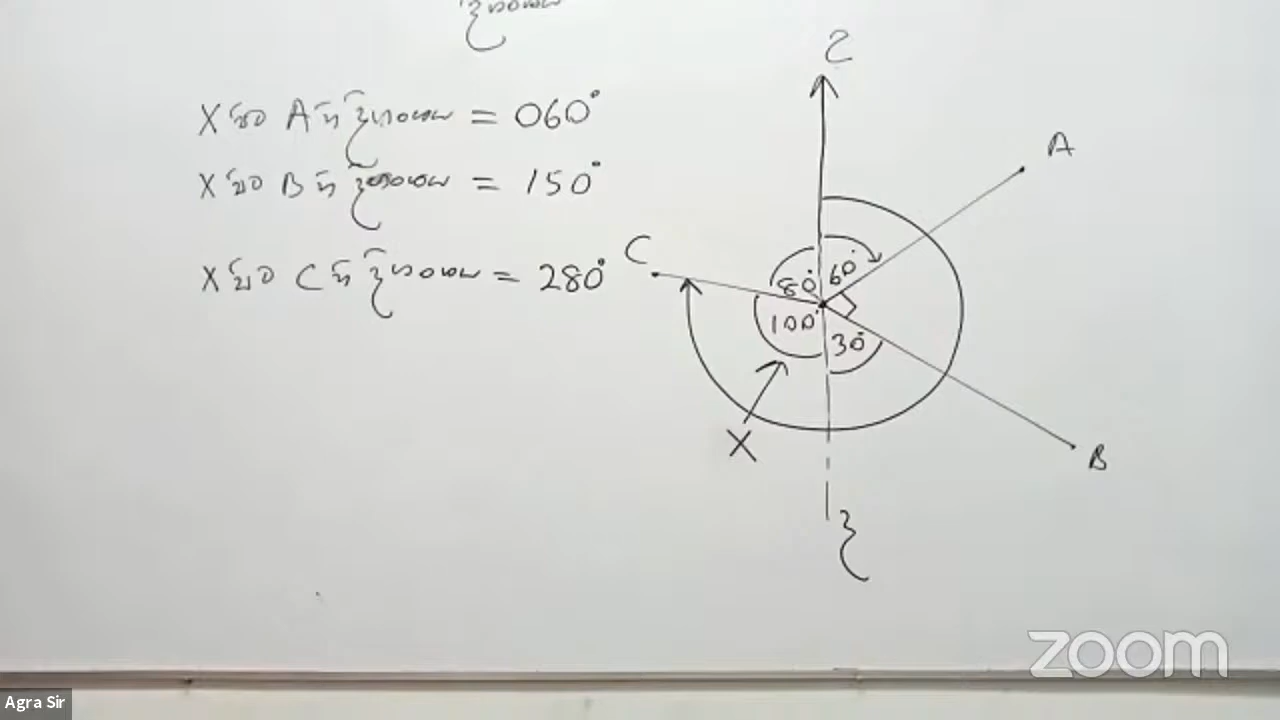 X සිට A හි දිගංශය = 060°
X සිට B හි දිගංශය = 150°
X සිට C හි දිගංශය = 280°
උ
A
C
80°
60°
100°
30°
X
B
ද
zoom
Agra Sir